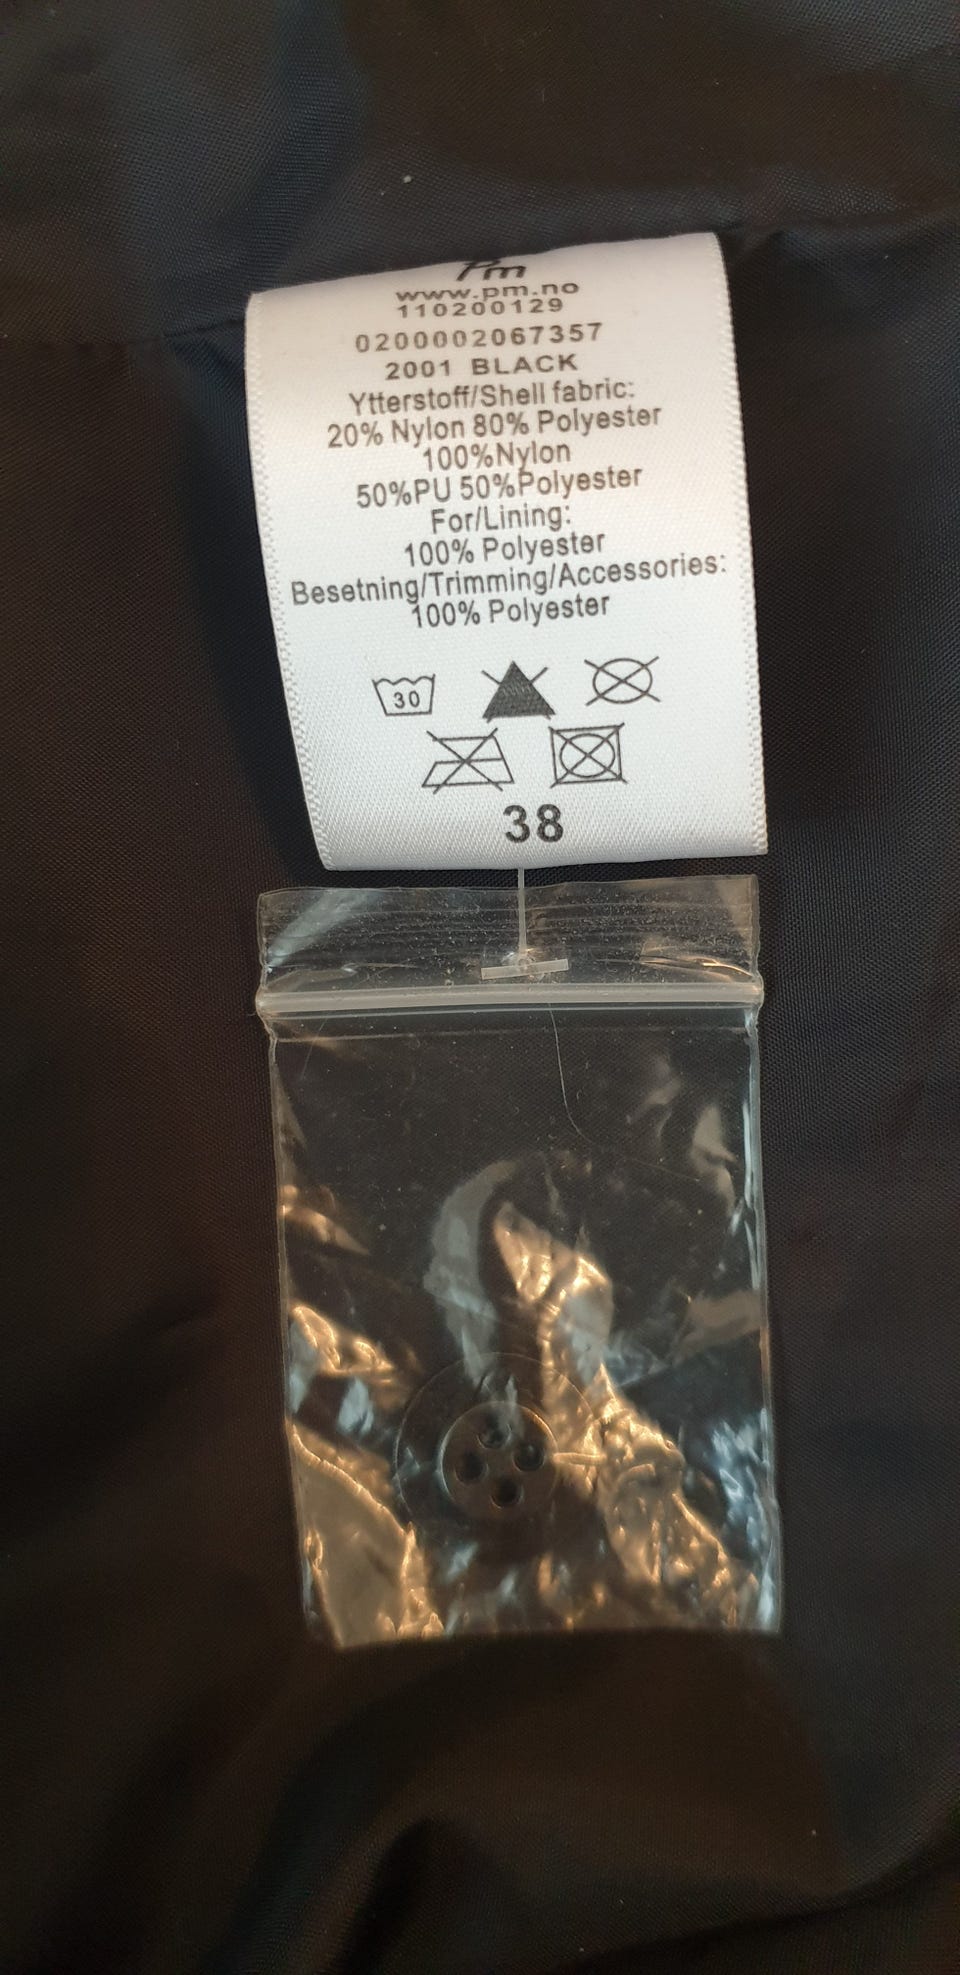 Pm
www.pm.no
110200129
0200002067357
2001 BLACK
Ytterstoff/Shell fabric:
20% Nylon 80% Polyester
100%Nylon
50%PU 50%Polyester
For/Lining:
100% Polyester
Besetning/Trimming/Accessories:
100% Polyester
30
38